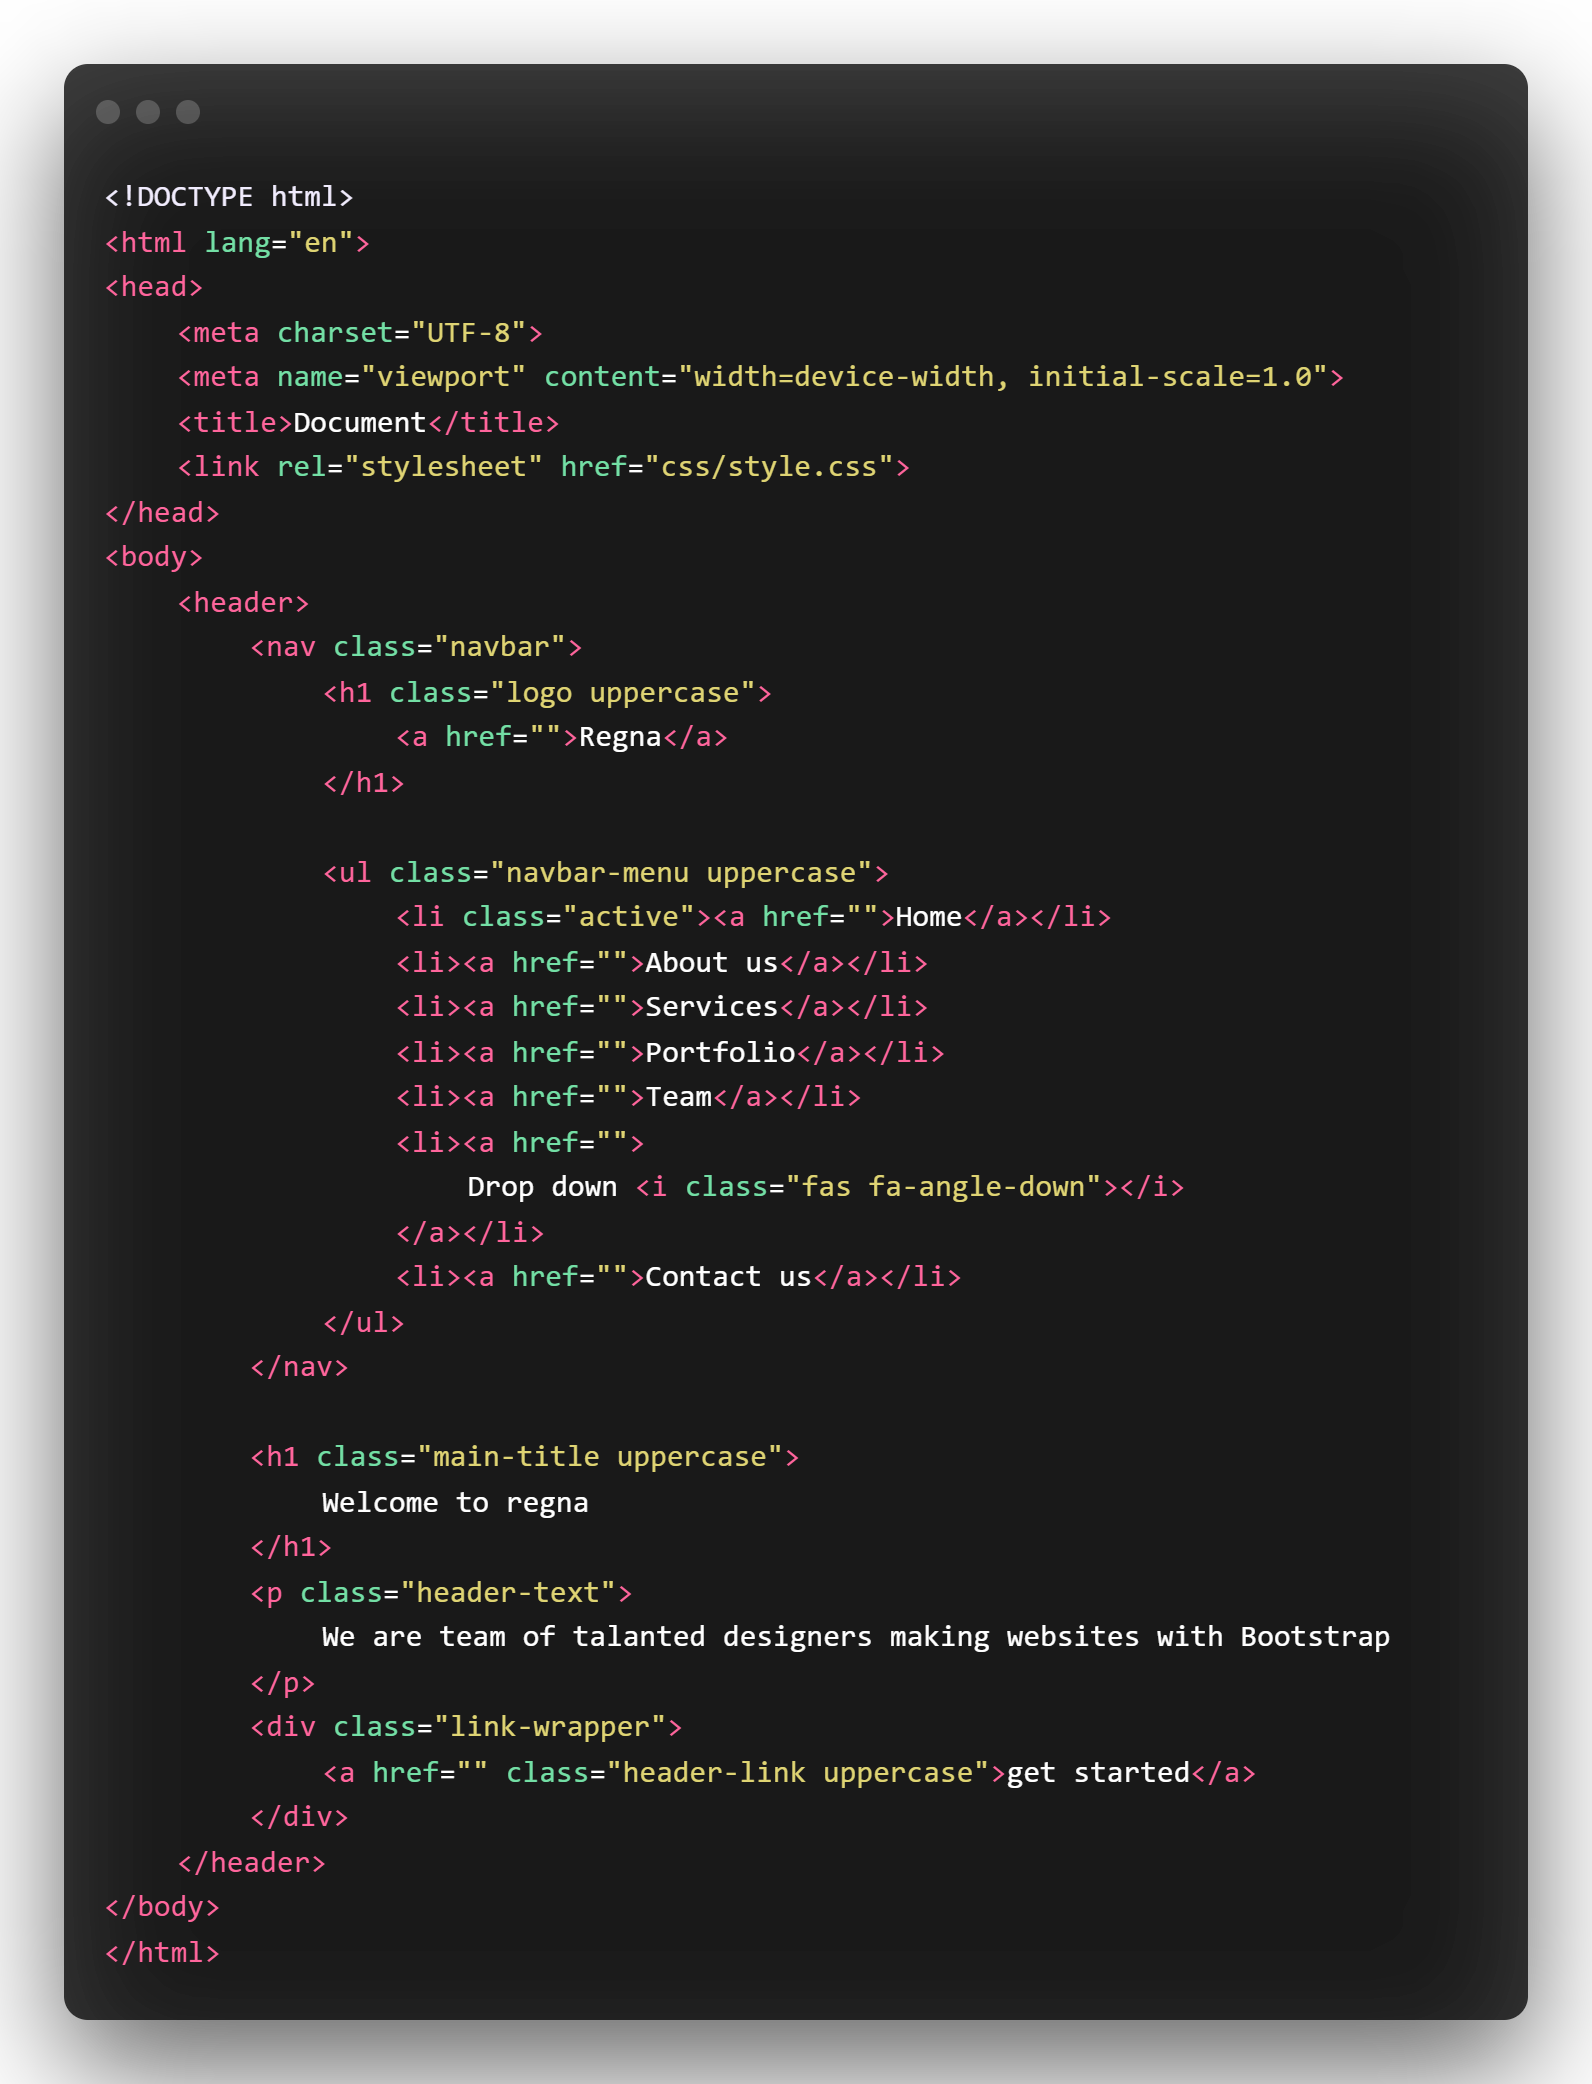 <!DOCTYPE html>
<html lang="en">
<head>
    <meta charset="UTF-8">
    <meta name="viewport" content="width=device-width, initial-scale=1.0">
    <title>Document</title>
    <link rel="stylesheet" href="css/style.css">
</head>
<body>
    <header>
        <nav class="navbar">
            <h1 class="logo uppercase">
                <a href="">Regna</a>
            </h1>

            <ul class="navbar-menu uppercase">
                <li class="active"><a href="">Home</a></li>
                <li><a href="">About us</a></li>
                <li><a href="">Services</a></li>
                <li><a href="">Portfolio</a></li>
                <li><a href="">Team</a></li>
                <li><a href="">
                    Drop down <i class="fas fa-angle-down"></i>
                </a></li>
                <li><a href="">Contact us</a></li>
            </ul>
        </nav>

        <h1 class="main-title uppercase">
            Welcome to regna
        </h1>
        <p class="header-text">
            We are team of talanted designers making websites with Bootstrap
        </p>
        <div class="link-wrapper">
            <a href="" class="header-link uppercase">get started</a>
        </div>
    </header>
</body>
</html>